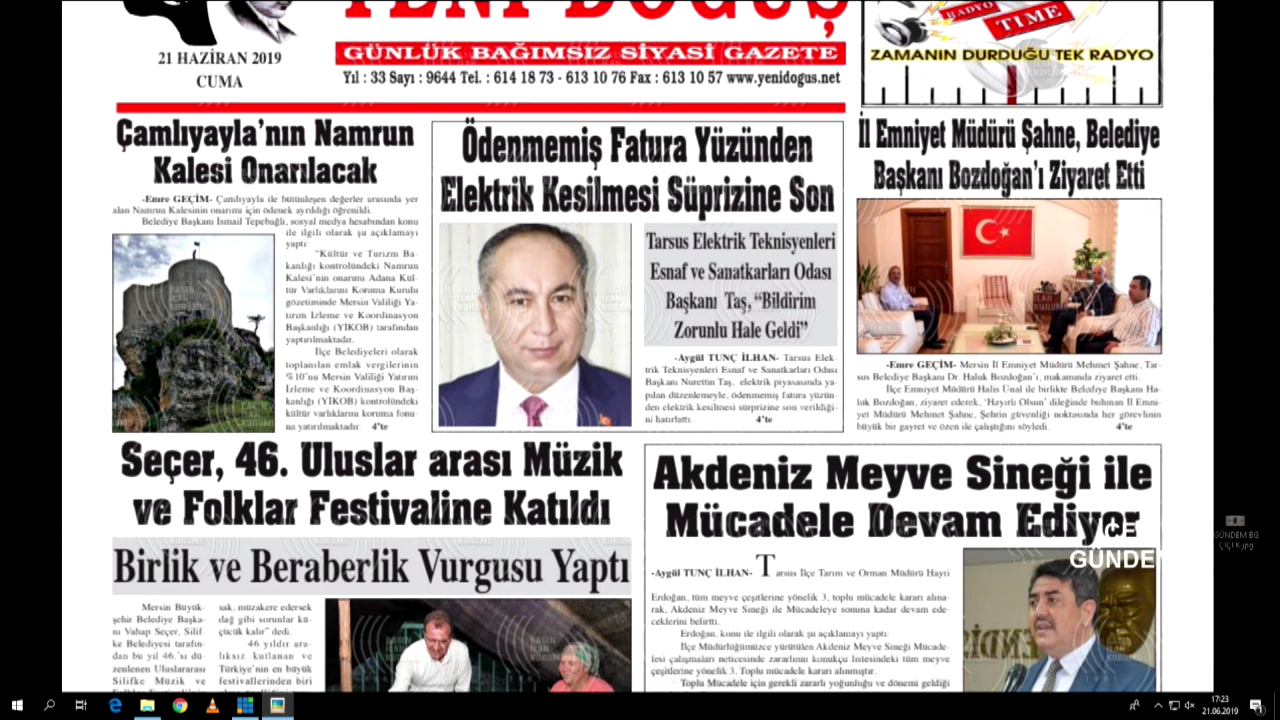 YENİ DOĞUŞ
21 HAZİRAN 2019
CUMA
GÜNLÜK BAĞIMSIZ SİYASİ GAZETE
Yıl : 33 Sayı : 9644 Tel. : 614 18 73 - 613 10 76 Fax : 613 10 57 www.yenidogus.net
RADYO
TIME
ZAMANIN DURDUĞU TEK RADYO
Çamlıyayla’nın Namrun
Kalesi Onarılacak
-Emre GEÇİM- Çamlıyayla ile bütünleşen değerler arasında yer
alan Namrun Kalesinin onarımı için ödenek ayrıldığı öğrenildi.
Belediye Başkanı İsmail Tepebağlı, sosyal medya hesabından konu
ile ilgili olarak şu açıklamayı
yaptı:
“Kültür ve Turizm Ba-
kanlığı kontrolündeki Namrun
Kalesi’nin onarımı Adana Kül-
tür Varlıklarını Koruma Kurulu
gözetiminde Mersin Valiliği Ya-
tırım İzleme ve Koordinasyon
Başkanlığı (YİKOB) tarafından
yaptırılmaktadır.
İlçe Belediyeleri olarak
toplanılan emlak vergilerinin
%10’nu Mersin Valiliği Yatırım
İzleme ve Koordinasyon Baş-
kanlığı (YİKOB) kontrolündeki
kültür varlıklarını koruma fonu-
na yatırılmaktadır. 4’te
Ödenmemiş Fatura Yüzünden
Elektrik Kesilmesi Süprizine Son
Tarsus Elektrik Teknisyenleri
Esnaf ve Sanatkarları Odası
Başkanı Taş, “Bildirim
Zorunlu Hale Geldi”
-Aygül TUNÇ İLHAN- Tarsus Elek-
trik Teknisyenleri Esnaf ve Sanatkarları Odası
Başkanı Nurettin Taş, elektrik piyasasında ya-
pılan düzenlemeyle, ödenmemiş fatura yüzün-
den elektrik kesilmesi sürprizine son verildiği-
ni hatırlattı. 4’te
İl Emniyet Müdürü Şahne, Belediye
Başkanı Bozdoğan’ı Ziyaret Etti
-Emre GEÇİM- Mersin İl Emniyet Müdürü Mehmet Şahne, Tar-
sus Belediye Başkanı Dr. Haluk Bozdoğan’ı, makamında ziyaret etti.
İlçe Emniyet Müdürü Halis Ünal ile birlikte Belediye Başkanı Ha-
luk Bozdoğan, ziyaret ederek, ‘Hayırlı Olsun’ dileğinde bulunan İl Emni-
yet Müdürü Mehmet Şahne, Şehrin güvenliği noktasında her görevlinin
büyük bir gayret ve özen ile çalıştığını söyledi. 4’te
Seçer, 46. Uluslar arası Müzik
ve Folklar Festivaline Katıldı
Birlik ve Beraberlik Vurgusu Yaptı
Mersin Büyük-
şehir Belediye Başka-
nı Vahap Seçer, Silif-
ke Belediyesi tarafın-
dan bu yıl 46.’sı dü-
zenlenen Uluslararası
Silifke Müzik ve
sak, müzakere edersek
dağ gibi sorunlar kü-
çücük kalır” dedi.
46 yıldır ara-
lıksız kutlanan ve
Türkiye’nin en büyük
festivallerinden biri
Akdeniz Meyve Sineği ile
Mücadele Devam Ediyor
-Aygül TUNÇ İLHAN- Tarsus İlçe Tarım ve Orman Müdürü Hayri
Erdoğan, tüm meyve çeşitlerine yönelik 3. toplu mücadele kararı alına-
rak, Akdeniz Meyve Sineği ile Mücadeleye sonuna kadar devam ede-
ceklerini belirtti.
Erdoğan, konu ile ilgili olarak şu açıklamayı yaptı:
İlçe Müdürlüğümüzce yürütülen Akdeniz Meyve Sineği Mücade-
lesi çalışmaları neticesinde zararlının konukçu listesindeki tüm meyve
çeşitlerine yönelik 3. Toplu mücadele kararı alınmıştır.
Toplu Mücadele için gerekli zararlı yoğunluğu ve dönemi geldiği
GÜNDE
GÜNDEM BG
ÇIÇEK.jpg
17:23
21.06.2019